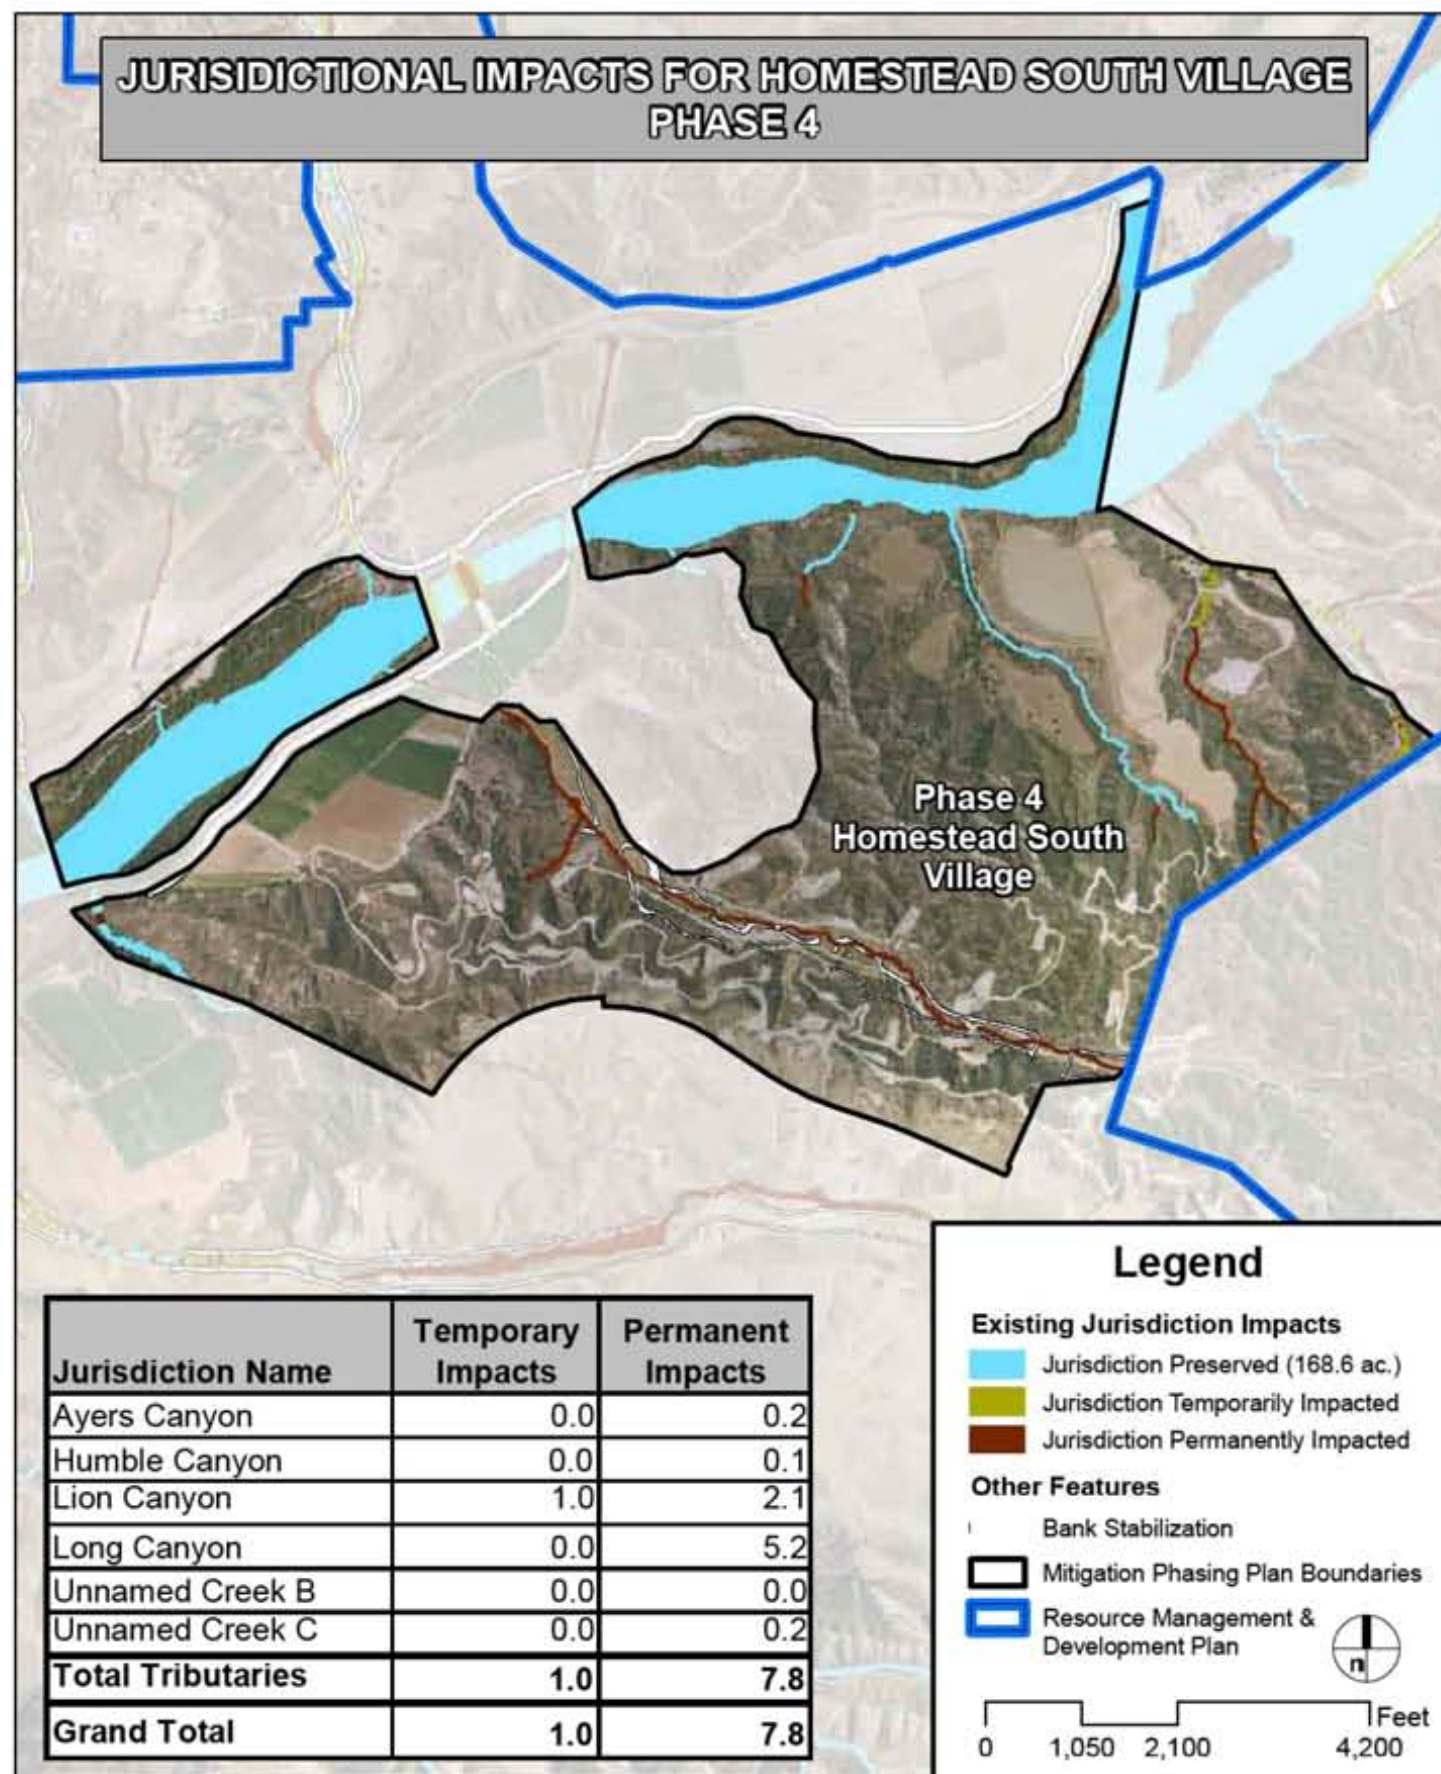 JURISIDICTIONAL IMPACTS FOR HOMESTEAD SOUTH VILLAGE
PHASE 4
Phase 4
Homestead South
Village
Jurisdiction Name Temporary Impacts Permanent Impacts
Ayers Canyon 0.0 0.2
Humble Canyon 0.0 0.1
Lion Canyon 1.0 2.1
Long Canyon 0.0 5.2
Unnamed Creek B 0.0 0.0
Unnamed Creek C 0.0 0.2
Total Tributaries 1.0 7.8
Grand Total 1.0 7.8
Legend
Existing Jurisdiction Impacts
Jurisdiction Preserved (168.6 ac.)
Jurisdiction Temporarily Impacted
Jurisdiction Permanently Impacted
Other Features
Bank Stabilization
Mitigation Phasing Plan Boundaries
Resource Management &
Development Plan
n
Feet
0 1,050 2,100 4,200